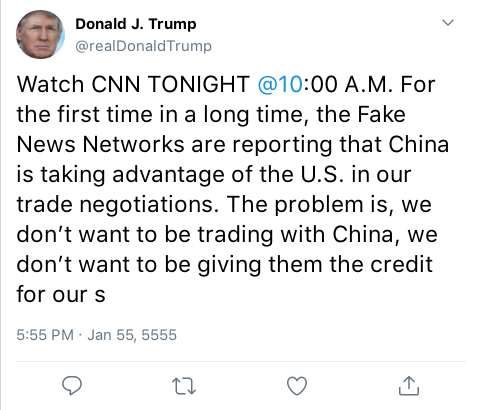 Donald J. Trump
@realDonaldTrump
Watch CNN TONIGHT @10:00 A.M. For
the first time in a long time, the Fake
News Networks are reporting that China
is taking advantage of the U.S. in our
trade negotiations. The problem is, we
don’t want to be trading with China, we
don’t want to be giving them the credit
for our s
5:55 PM · Jan 55, 5555